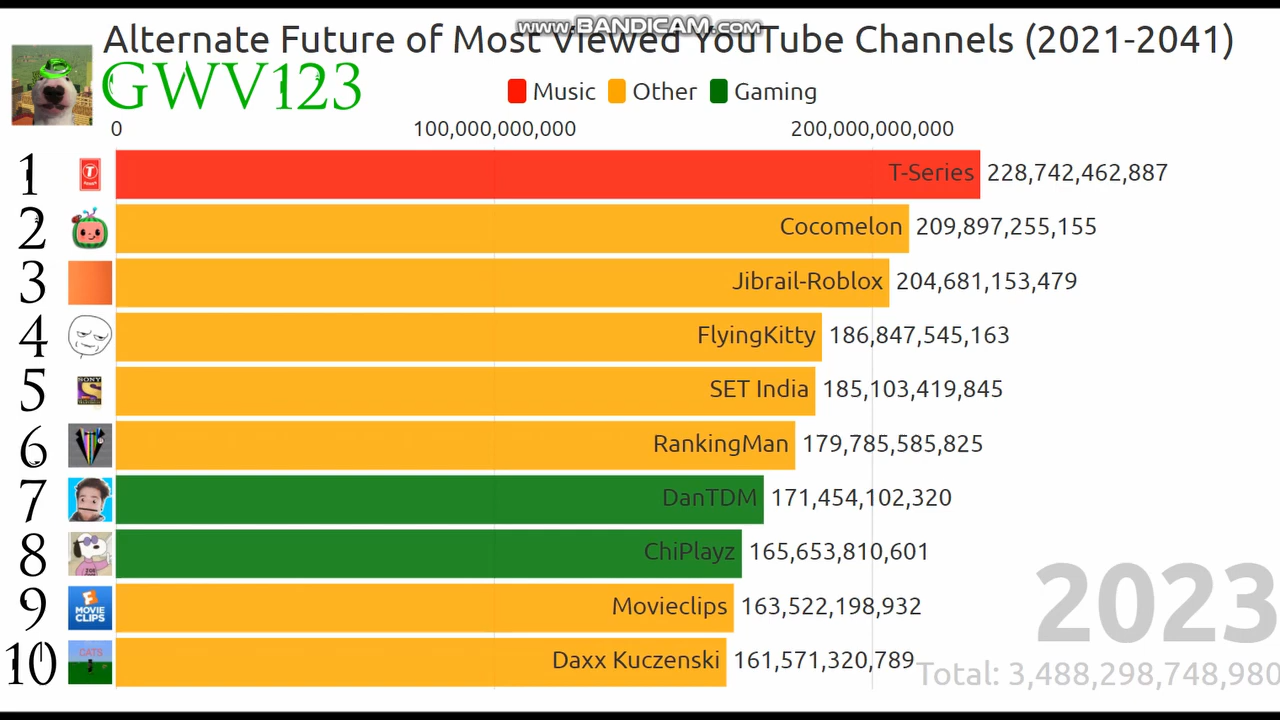 www.BANDICAM.com
Alternate Future of Most Viewed YouTube Channels (2021-2041)
GWV123
Music Other Gaming
0 100,000,000,000 200,000,000,000
1 T-Series 228,742,462,887
2 Cocomelon 209,897,255,155
3 Jibrail-Roblox 204,681,153,479
4 FlyingKitty 186,847,545,163
5 SONY SET India 185,103,419,845
6 RankingMan 179,785,585,825
7 DanTDM 171,454,102,320
8 ChiPlayz 165,653,810,601
9 MOVIE CLIPS Movieclips 163,522,198,932
10 CATS Daxx Kuczenski 161,571,320,789
2023
Total: 3,488,298,748,980